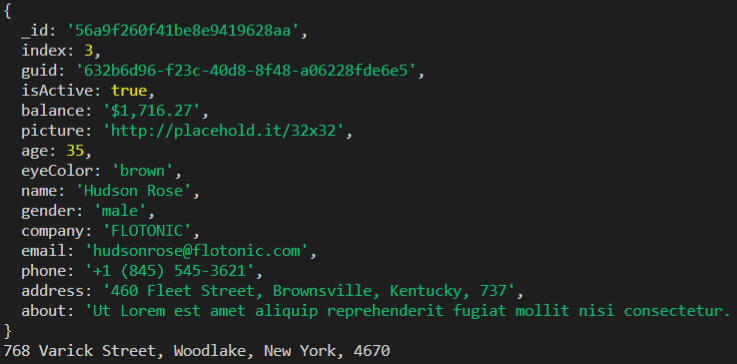 {
  _id: '56a9f260f41be8e9419628aa',
  index: 3,
  guid: '632b6d96-f23c-40d8-8f48-a06228fde6e5',
  isActive: true,
  balance: '$1,716.27',
  picture: 'http://placehold.it/32x32',
  age: 35,
  eyeColor: 'brown',
  name: 'Hudson Rose',
  gender: 'male',
  company: 'FLOTONIC',
  email: 'hudsonrose@flotonic.com',
  phone: '+1 (845) 545-3621',
  address: '460 Fleet Street, Brownsville, Kentucky, 737',
  about: 'Ut Lorem est amet aliquip reprehenderit fugiat mollit nisi consectetur.
}
768 Varick Street, Woodlake, New York, 4670